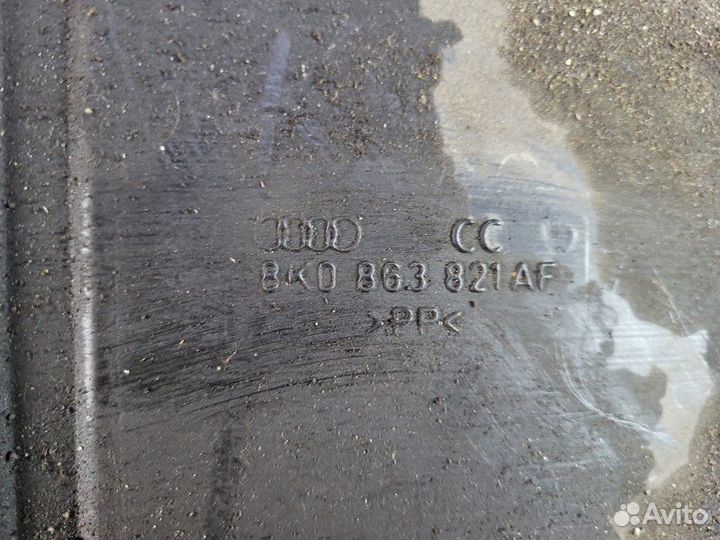 CC
8K0 863 821 AF
>PP<
Avito